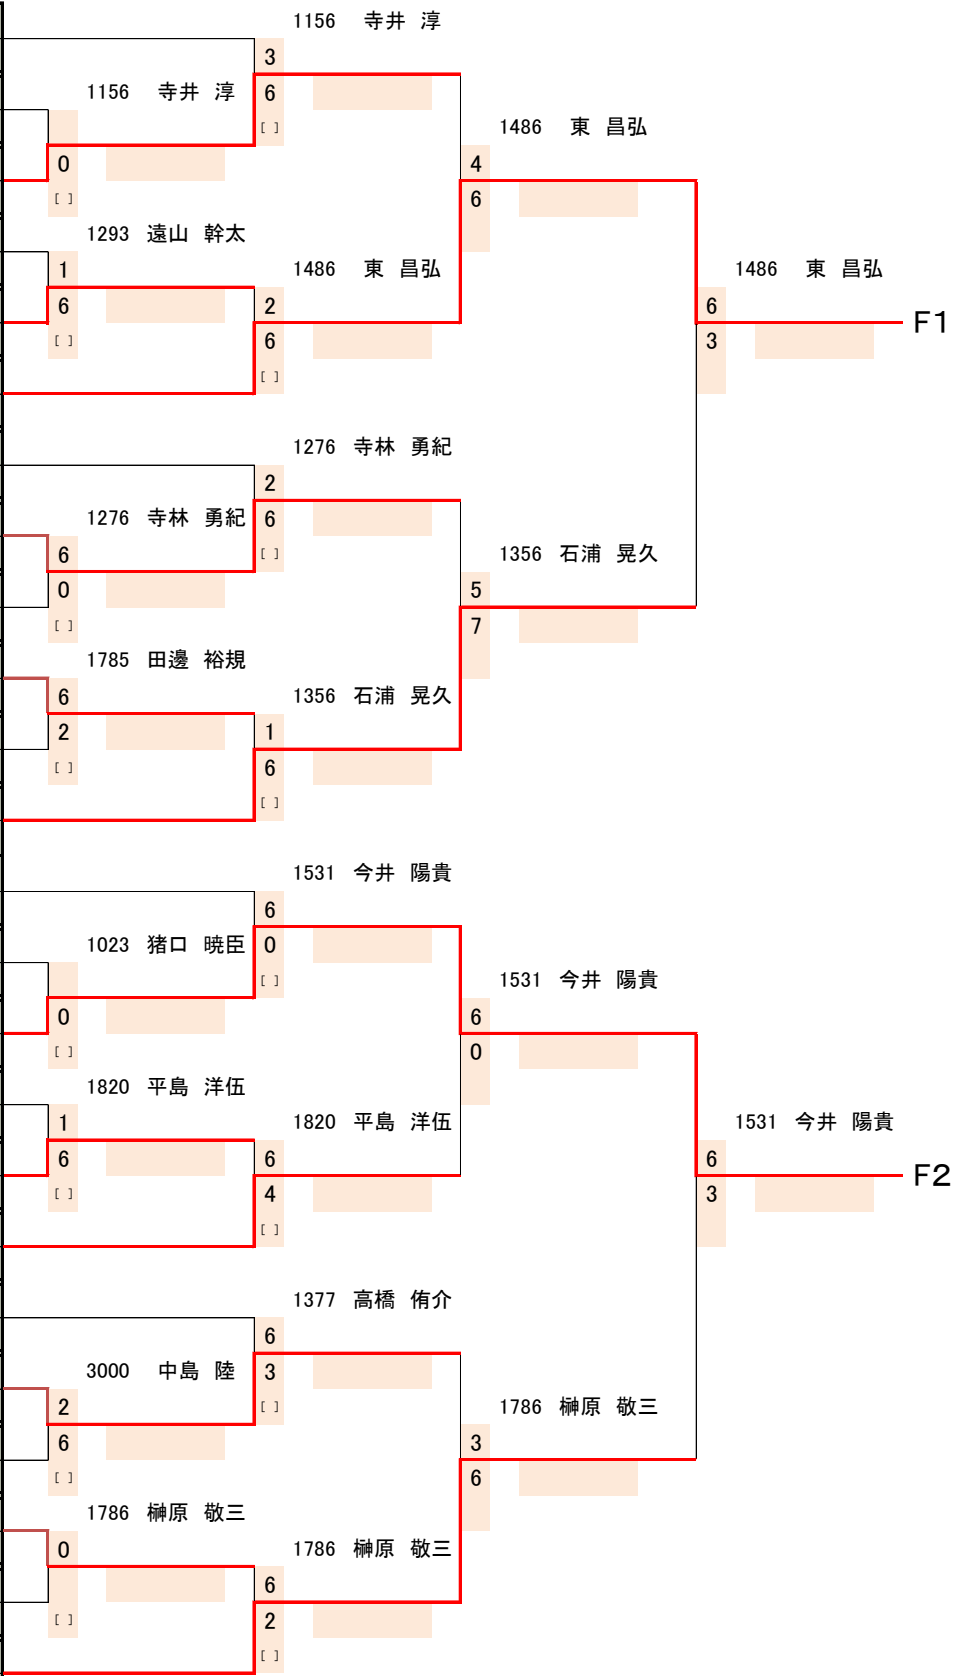 1156 寺井 淳
3
1156 寺井 淳
6
[ ]
1486 東 昌弘
0
4
[ ]
6
1293 遠山 幹太
1
1486 東 昌弘
1486 東 昌弘
6
2
6
F1
[ ]
6
3
[ ]
1276 寺林 勇紀
2
1276 寺林 勇紀
6
6
[ ]
1356 石浦 晃久
0
5
[ ]
7
1785 田邊 裕規
6
1356 石浦 晃久
2
1
[ ]
6
[ ]
1531 今井 陽貴
6
1023 猪口 暁臣
0
[ ]
1531 今井 陽貴
0
6
[ ]
0
1820 平島 洋伍
1
1820 平島 洋伍
1531 今井 陽貴
6
6
6
F2
[ ]
4
3
[ ]
1377 高橋 侑介
6
3000 中島 陸
3
2
[ ]
1786 榊原 敬三
6
3
[ ]
6
1786 榊原 敬三
0
1786 榊原 敬三
6
[ ]
2
[ ]